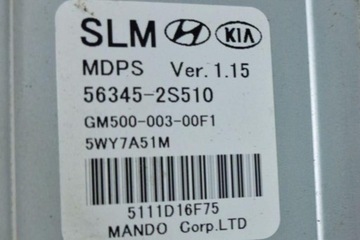 SLM KIA
MDPS Ver. 1.15
56345-2S510
GM500-003-00F1
5WY7A51M
5111D16F75
MANDO Corp.LTD